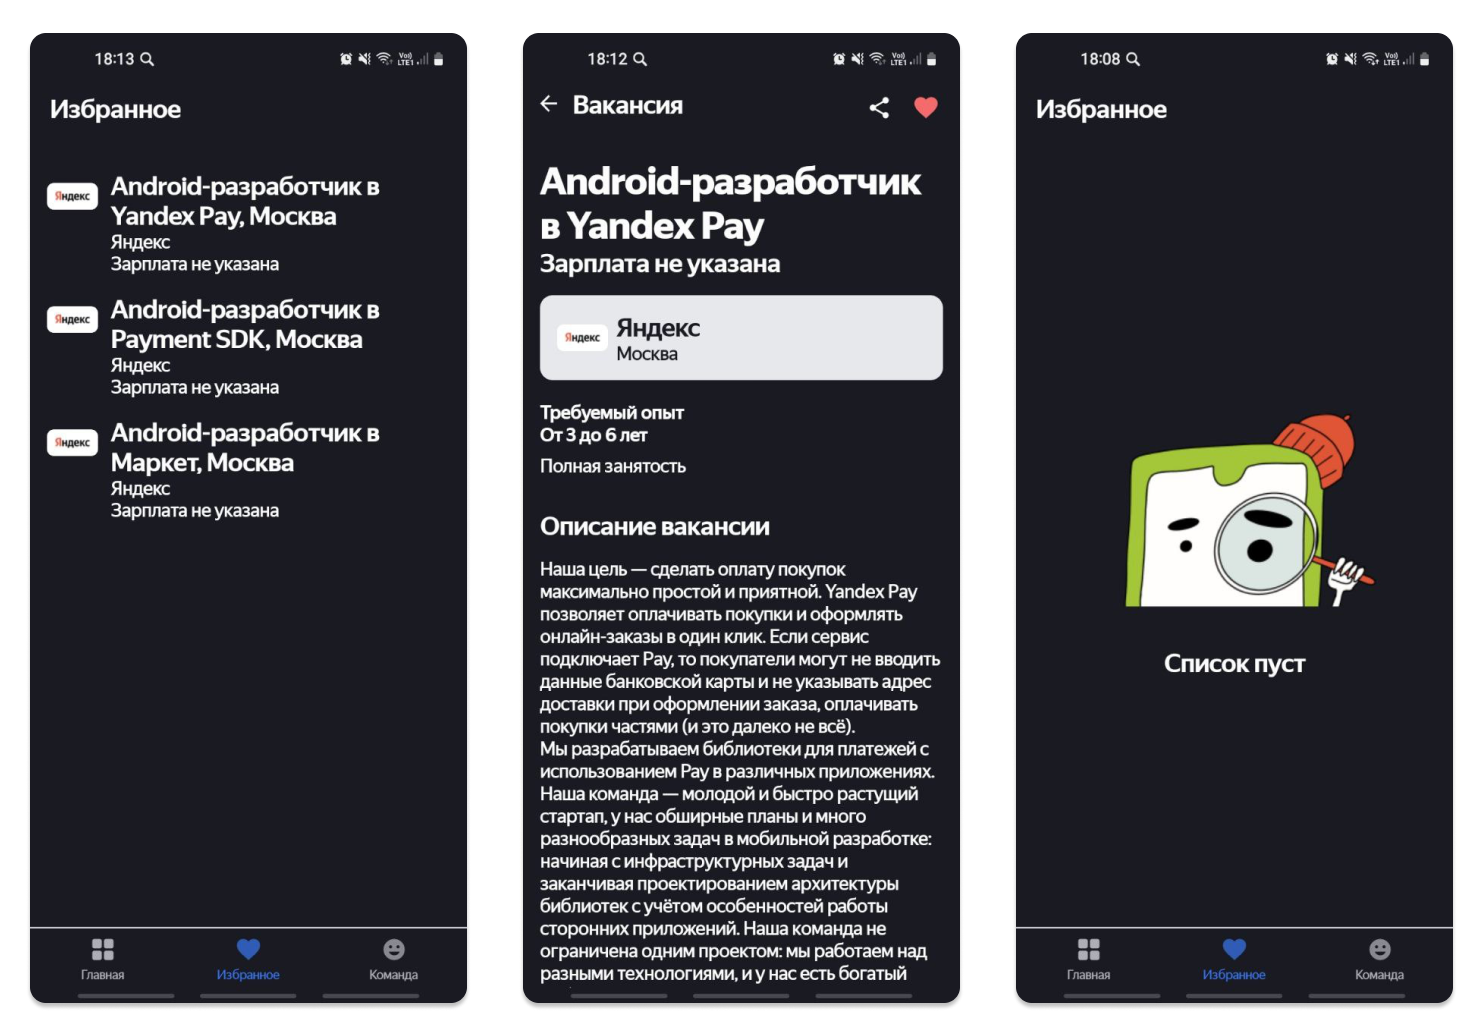 18:13
Vo))
LTE1
Избранное
Яндекс
Android-разработчик в
Yandex Pay, Москва
Яндекс
Зарплата не указана
Яндекс
Android-разработчик в
Payment SDK, Москва
Яндекс
Зарплата не указана
Яндекс
Android-разработчик в
Маркет, Москва
Яндекс
Зарплата не указана
Главная
Избранное
Команда
18:12
Vo))
LTE1
Вакансия
Android-разработчик
в Yandex Pay
Зарплата не указана
Яндекс
Яндекс
Москва
Требуемый опыт
От 3 до 6 лет
Полная занятость
Описание вакансии
Наша цель — сделать оплату покупок
максимально простой и приятной. Yandex Pay
позволяет оплачивать покупки и оформлять
онлайн-заказы в один клик. Если сервис
подключает Pay, то покупатели могут не вводить
данные банковской карты и не указывать адрес
доставки при оформлении заказа, оплачивать
покупки частями (и это далеко не всё).
Мы разрабатываем библиотеки для платежей с
использованием Pay в различных приложениях.
Наша команда — молодой и быстро растущий
стартап, у нас обширные планы и много
разнообразных задач в мобильной разработке:
начиная с инфраструктурных задач и
заканчивая проектированием архитектуры
библиотек с учётом особенностей работы
сторонних приложений. Наша команда не
ограничена одним проектом: мы работаем над
разными технологиями, и у нас есть богатый
18:08
Vo))
LTE1
Избранное
Список пуст
Главная
Избранное
Команда